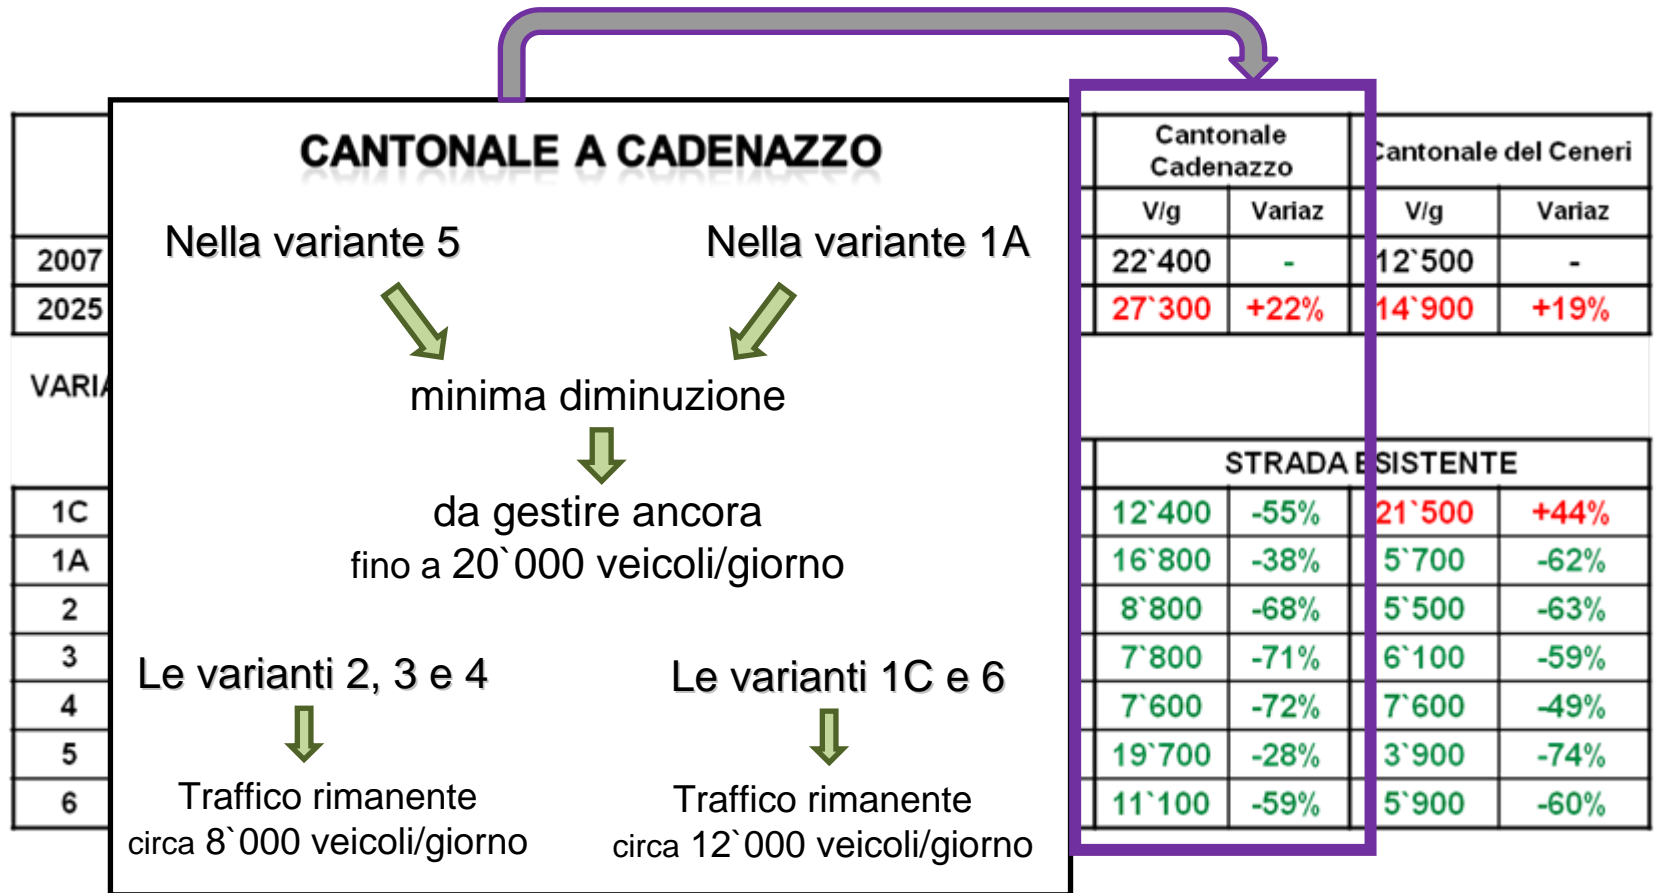 CANTONALE A CADENAZZO
Nella variante 5
Nella variante 1A
minima diminuzione
da gestire ancora
fino a 20`000 veicoli/giorno
Le varianti 2, 3 e 4
Traffico rimanente
circa 8`000 veicoli/giorno
Le varianti 1C e 6
Traffico rimanente
circa 12`000 veicoli/giorno
Cantonale
Cadenazzo
Cantonale del Ceneri
V/g Variaz V/g Variaz
2007 22`400 - 12`500 -
2025 27`300 +22% 14`900 +19%
STRADA ESISTENTE
1C 12`400 -55% 21`500 +44%
1A 16`800 -38% 5`700 -62%
2 8`800 -68% 5`500 -63%
3 7`800 -71% 6`100 -59%
4 7`600 -72% 7`600 -49%
5 19`700 -28% 3`900 -74%
6 11`100 -59% 5`900 -60%